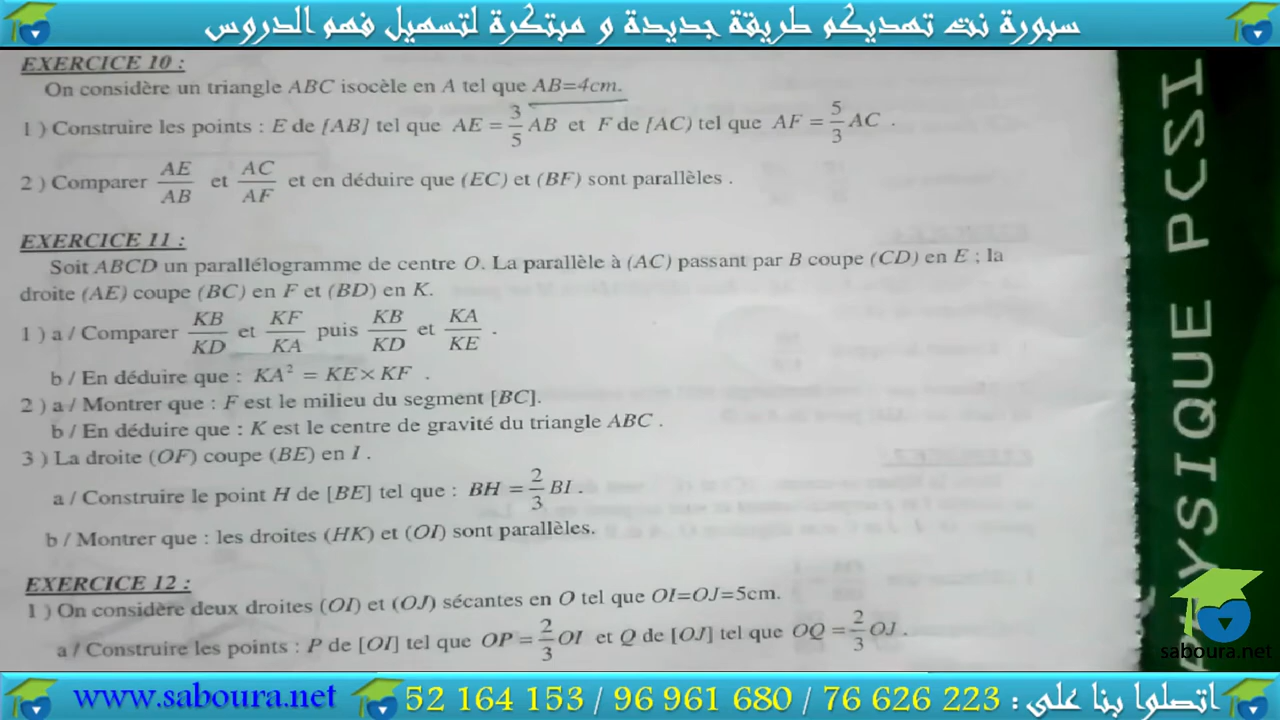 سبورة نت تهديكم طريقة جديدة و مبتكرة لتسهيل فهم الدروس
EXERCICE 10 :
On considère un triangle ABC isocèle en A tel que AB=4cm.
1 ) Construire les points : E de [AB] tel que AE = 3/5 AB et F de [AC) tel que AF = 5/3 AC .
2 ) Comparer AE/AB et AC/AF et en déduire que (EC) et (BF) sont parallèles .
EXERCICE 11 :
Soit ABCD un parallélogramme de centre O. La parallèle à (AC) passant par B coupe (CD) en E ; la
droite (AE) coupe (BC) en F et (BD) en K.
1 ) a / Comparer KB/KD et KF/KA puis KB/KD et KA/KE .
b / En déduire que : KA² = KE×KF .
2 ) a / Montrer que : F est le milieu du segment [BC].
b / En déduire que : K est le centre de gravité du triangle ABC .
3 ) La droite (OF) coupe (BE) en I .
a / Construire le point H de [BE] tel que : BH = 2/3 BI .
b / Montrer que : les droites (HK) et (OI) sont parallèles.
EXERCICE 12 :
1 ) On considère deux droites (OI) et (OJ) sécantes en O tel que OI=OJ=5cm.
a / Construire les points : P de [OI] tel que OP = 2/3 OI et Q de [OJ] tel que OQ = 2/3 OJ .
PHYSIQUE PCSI
saboura.net
www.saboura.net
اتصلوا بنا على : 52 164 153 / 96 961 680 / 76 626 223